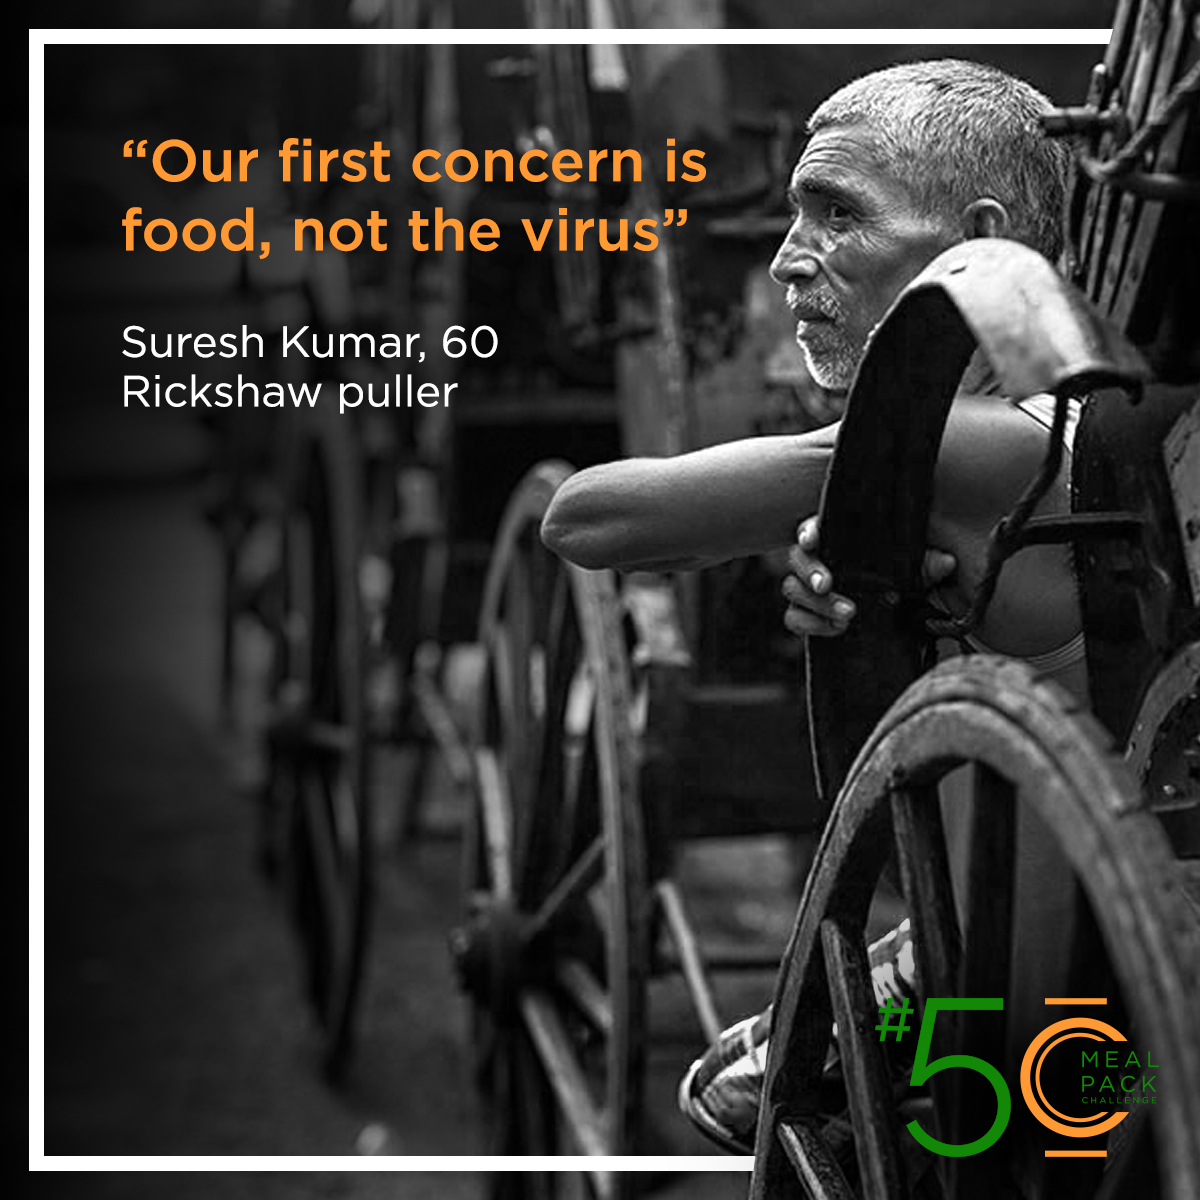 “Our first concern is
food, not the virus”
Suresh Kumar, 60
Rickshaw puller
#50
MEAL
PACK
CHALLENGE